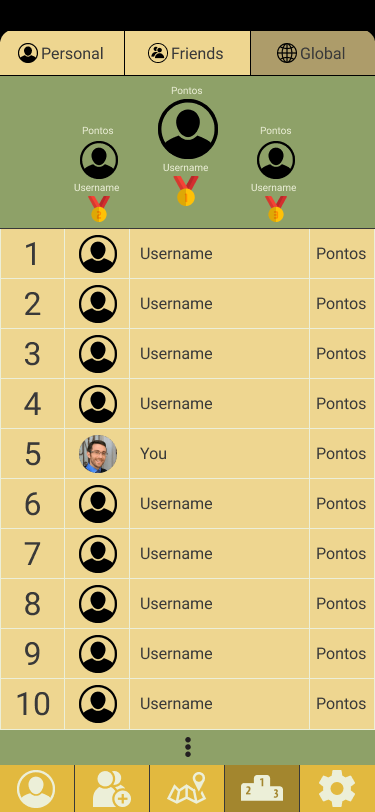 Personal Friends Global
Pontos
Pontos Pontos
Username
Username Username
1 Username Pontos
2 Username Pontos
3 Username Pontos
4 Username Pontos
5 You Pontos
6 Username Pontos
7 Username Pontos
8 Username Pontos
9 Username Pontos
10 Username Pontos
1
2 3